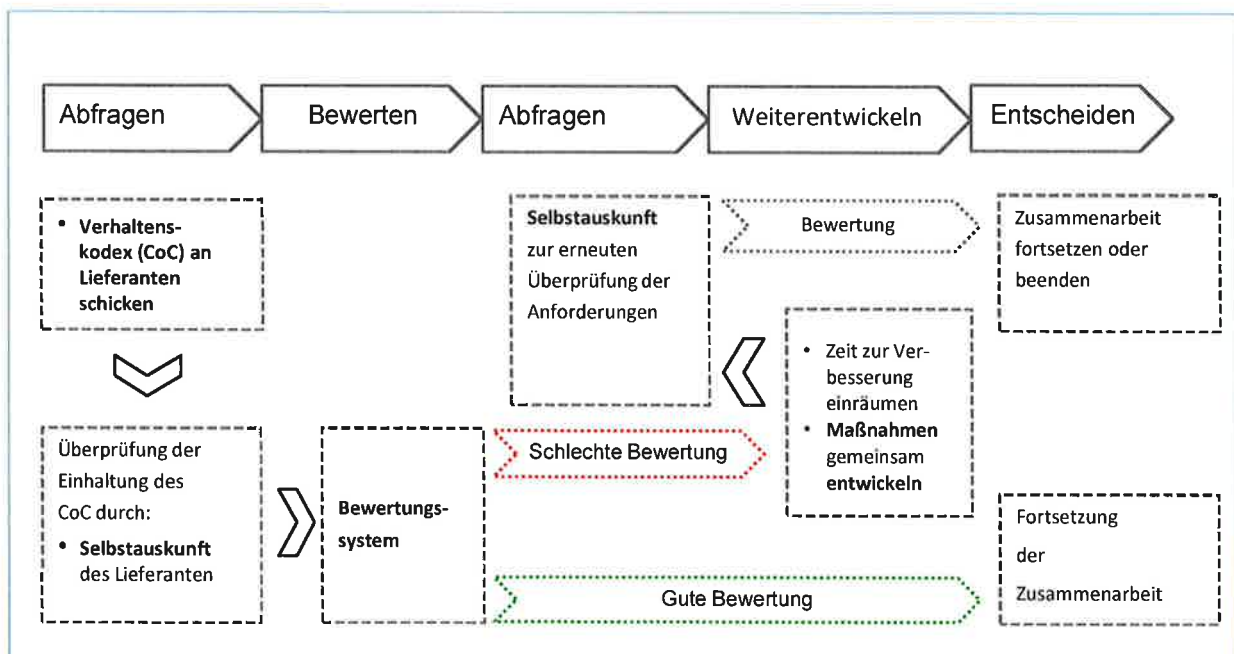 Abfragen
Bewerten
Abfragen
Weiterentwickeln
Entscheiden
• Verhaltens-
kodex (CoC) an
Lieferanten
schicken
Überprüfung der
Einhaltung des
CoC durch:
• Selbstauskunft
des Lieferanten
Bewertungs-
system
Selbstauskunft
zur erneuten
Überprüfung der
Anforderungen
Schlechte Bewertung
Gute Bewertung
Bewertung
• Zeit zur Ver-
besserung
einräumen
• Maßnahmen
gemeinsam
entwickeln
Zusammenarbeit
fortsetzen oder
beenden
Fortsetzung
der
Zusammenarbeit